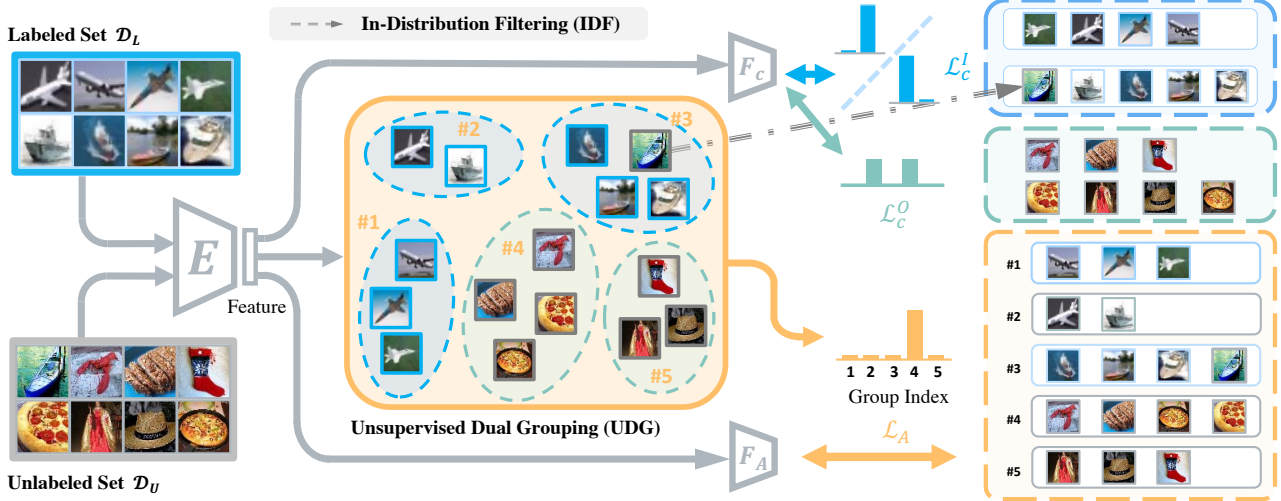 In-Distribution Filtering (IDF)
Labeled Set 𝒟_L
F_c
ℒ_c^I
#2
#3
#1
#4
#5
ℒ_c^O
E
Feature
#1
#2
#3
#4
#5
1 2 3 4 5
Group Index
Unsupervised Dual Grouping (UDG)
ℒ_A
F_A
Unlabeled Set 𝒟_U